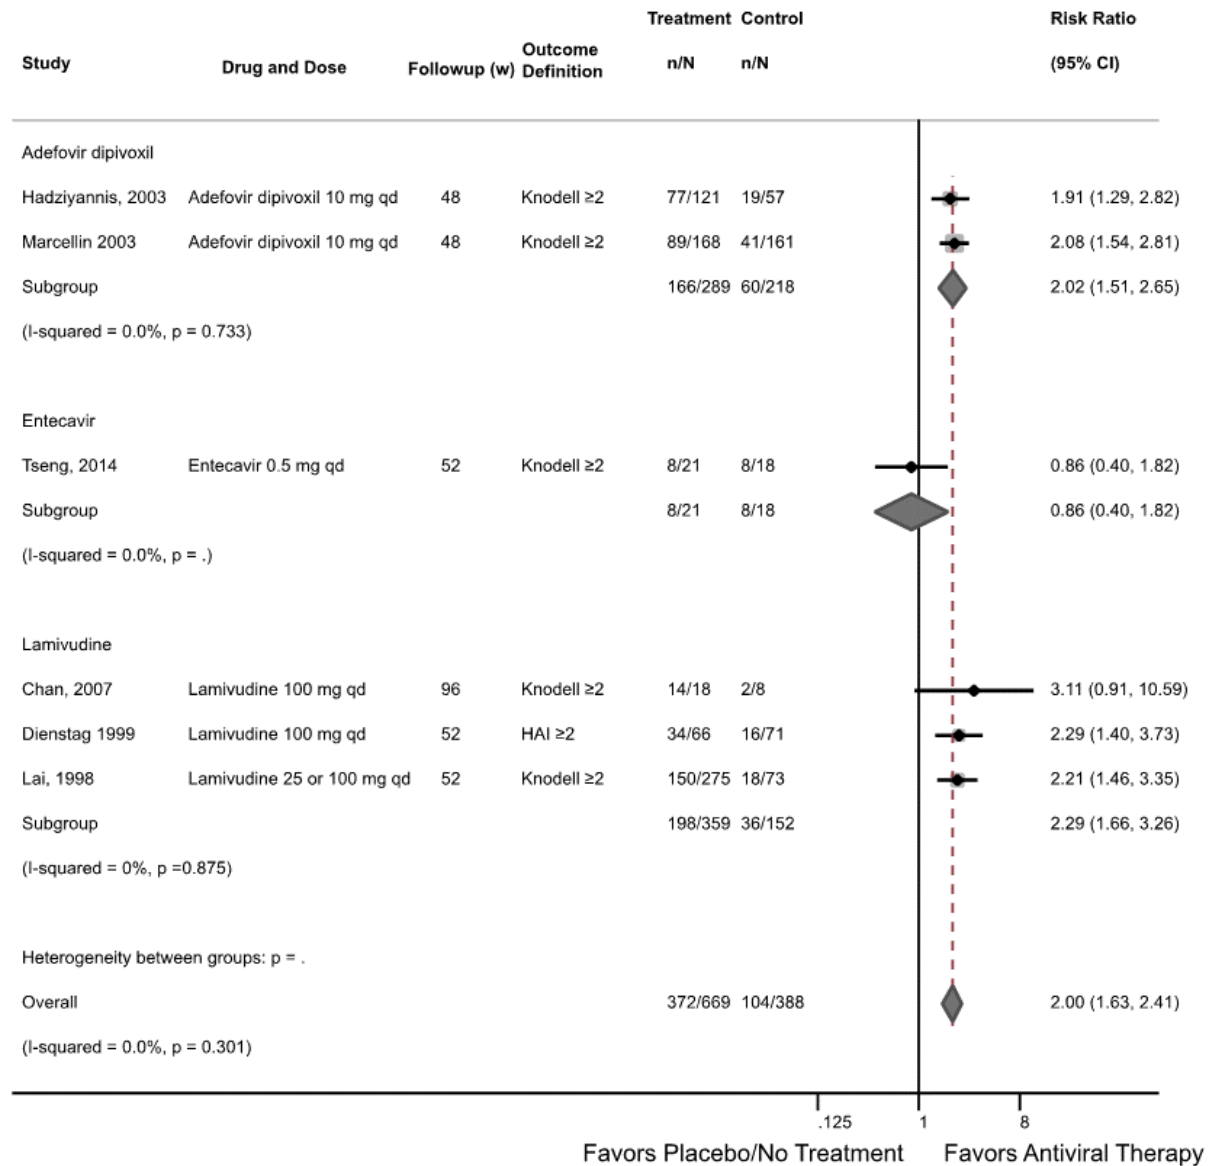 Treatment Control Risk Ratio
Study Drug and Dose Followup (w) Outcome Definition n/N n/N (95% CI)
Adefovir dipivoxil
Hadziyannis, 2003 Adefovir dipivoxil 10 mg qd 48 Knodell ≥2 77/121 19/57 1.91 (1.29, 2.82)
Marcellin 2003 Adefovir dipivoxil 10 mg qd 48 Knodell ≥2 89/168 41/161 2.08 (1.54, 2.81)
Subgroup 166/289 60/218 2.02 (1.51, 2.65)
(I-squared = 0.0%, p = 0.733)
Entecavir
Tseng, 2014 Entecavir 0.5 mg qd 52 Knodell ≥2 8/21 8/18 0.86 (0.40, 1.82)
Subgroup 8/21 8/18 0.86 (0.40, 1.82)
(I-squared = 0.0%, p = .)
Lamivudine
Chan, 2007 Lamivudine 100 mg qd 96 Knodell ≥2 14/18 2/8 3.11 (0.91, 10.59)
Dienstag 1999 Lamivudine 100 mg qd 52 HAI ≥2 34/66 16/71 2.29 (1.40, 3.73)
Lai, 1998 Lamivudine 25 or 100 mg qd 52 Knodell ≥2 150/275 18/73 2.21 (1.46, 3.35)
Subgroup 198/359 36/152 2.29 (1.66, 3.26)
(I-squared = 0%, p =0.875)
Heterogeneity between groups: p = .
Overall 372/669 104/388 2.00 (1.63, 2.41)
(I-squared = 0.0%, p = 0.301)
.125 1 8
Favors Placebo/No Treatment Favors Antiviral Therapy